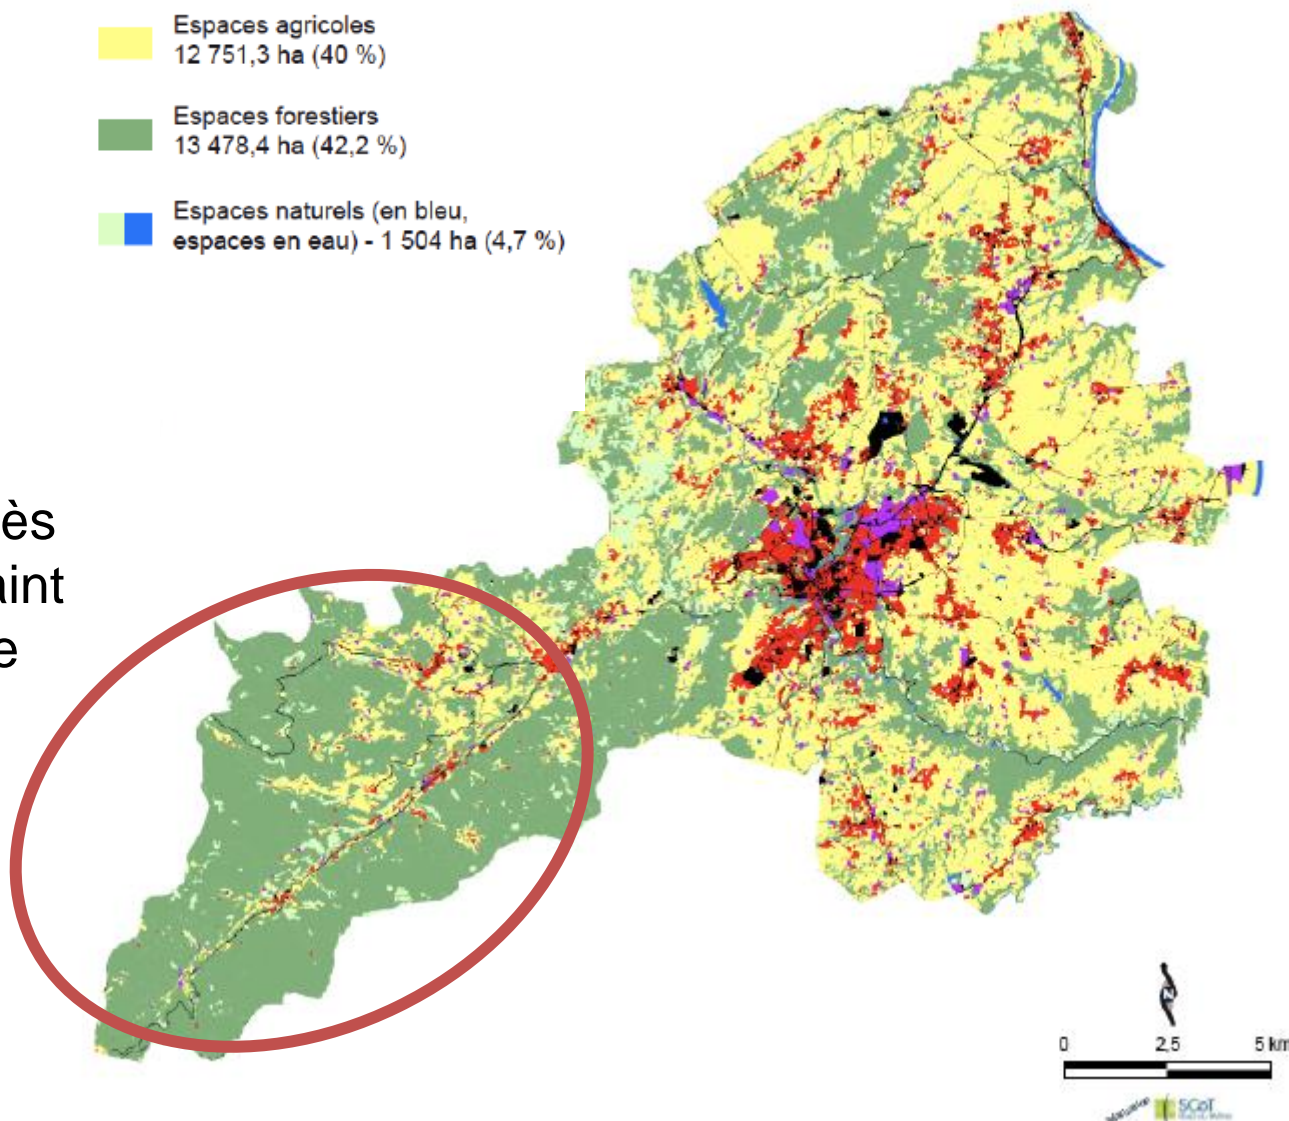 Espaces agricoles
12 751,3 ha (40 %)
Espaces forestiers
13 478,4 ha (42,2 %)
Espaces naturels (en bleu,
espaces en eau) - 1 504 ha (4,7 %)
ès
aint
e
N
0 2,5 5 km
SCoT